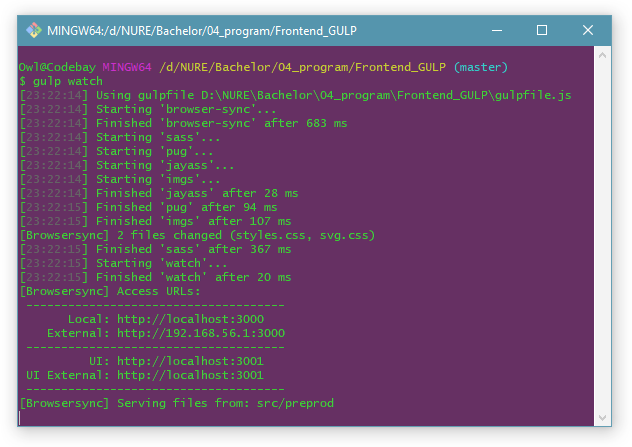 MINGW64:/d/NURE/Bachelor/04_program/Frontend_GULP
Owl@Codebay MINGW64 /d/NURE/Bachelor/04_program/Frontend_GULP (master)
$ gulp watch
[23:22:14] Using gulpfile D:\NURE\Bachelor\04_program\Frontend_GULP\gulpfile.js
[23:22:14] Starting 'browser-sync'...
[23:22:14] Finished 'browser-sync' after 683 ms
[23:22:14] Starting 'sass'...
[23:22:14] Starting 'pug'...
[23:22:14] Starting 'jayass'...
[23:22:14] Starting 'imgs'...
[23:22:14] Finished 'jayass' after 28 ms
[23:22:15] Finished 'pug' after 94 ms
[23:22:15] Finished 'imgs' after 107 ms
[Browsersync] 2 files changed (styles.css, svg.css)
[23:22:15] Finished 'sass' after 367 ms
[23:22:15] Starting 'watch'...
[23:22:15] Finished 'watch' after 20 ms
[Browsersync] Access URLs:
-------------------------------------
Local: http://localhost:3000
External: http://192.168.56.1:3000
-------------------------------------
UI: http://localhost:3001
UI External: http://localhost:3001
-------------------------------------
[Browsersync] Serving files from: src/preprod